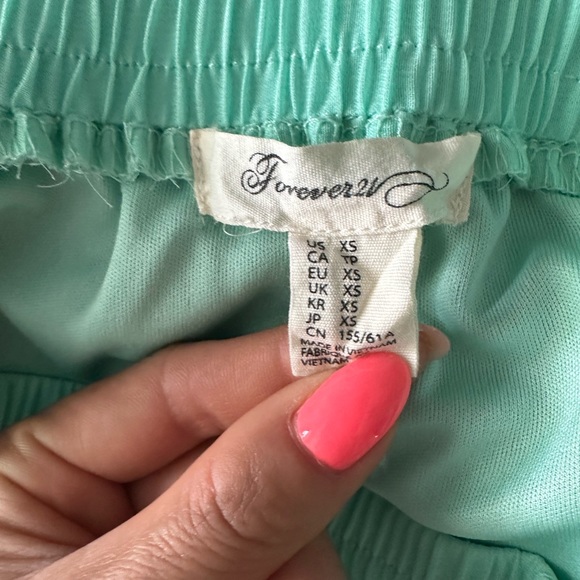 Forever21
US XS
CA TP
EU XS
UK XS
KR XS
JP XS
CN 155/61A
MADE IN VIETNAM
VIETNAM